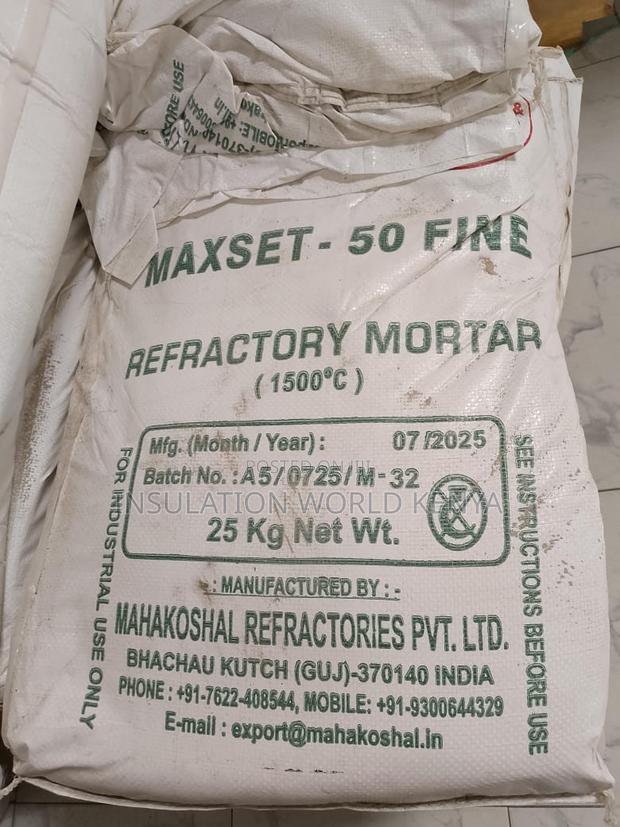 MAXSET - 50 FINE
REFRACTORY MORTAR
( 1500°C )
Mfg. (Month / Year) : 07/2025
Batch No. : A5/0725/M-32
25 Kg Net Wt.
INSULATION WORLD KENYA
: MANUFACTURED BY : -
MAHAKOSHAL REFRACTORIES PVT. LTD.
BHACHAU KUTCH (GUJ)-370140 INDIA
PHONE : +91-7622-408544, MOBILE: +91-9300644329
E-mail : export@mahakoshal.in
FOR INDUSTRIAL USE ONLY
SEE INSTRUCTIONS BEFORE USE